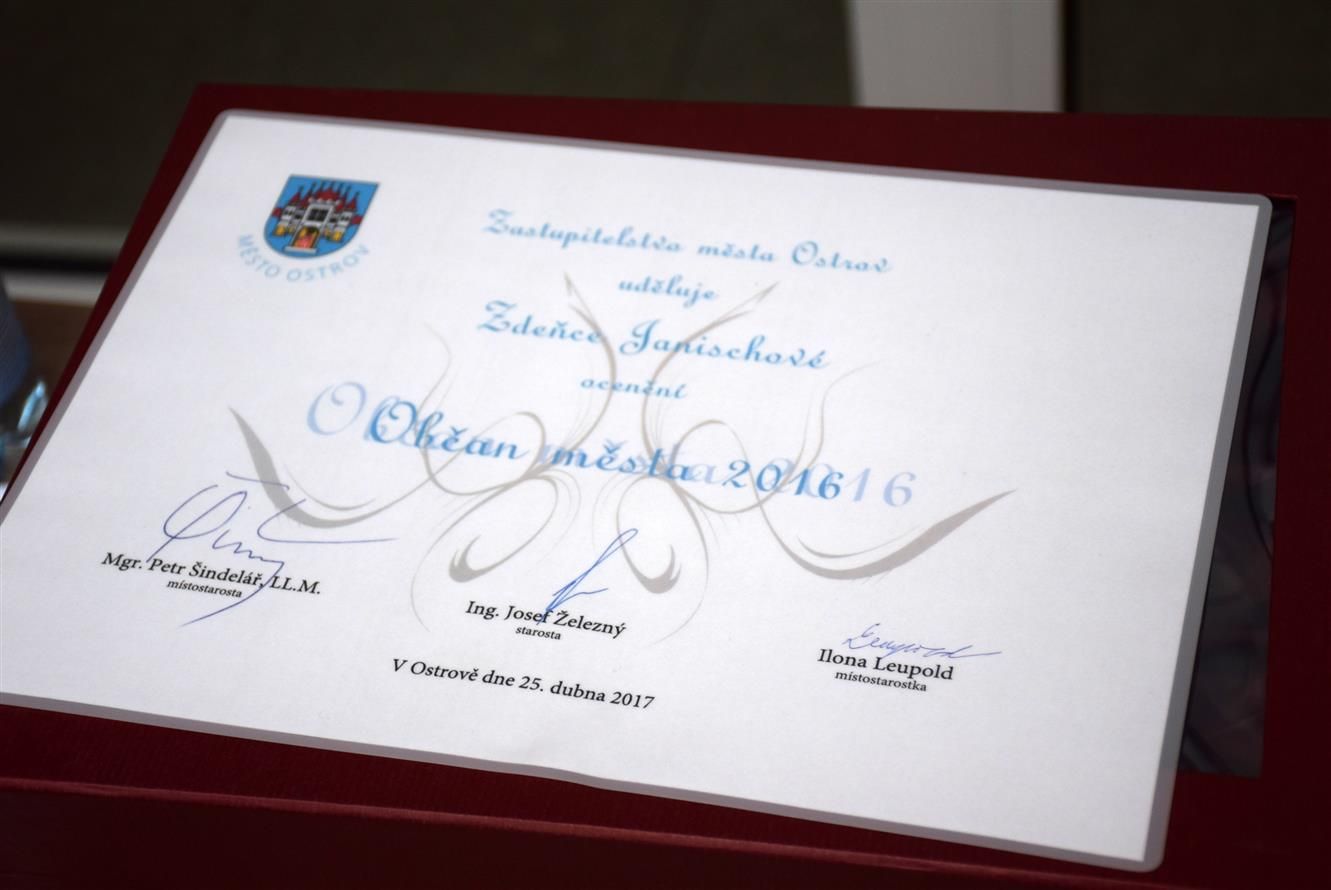 MĚSTO OSTROV
Zastupitelstvo města Ostrov
uděluje
Zdeňce Janischové
ocenění
Občan města 2016
Mgr. Petr Šindelář, LL.M.
místostarosta
Ing. Josef Železný
starosta
Leupold
Ilona Leupold
místostarostka
V Ostrově dne 25. dubna 2017